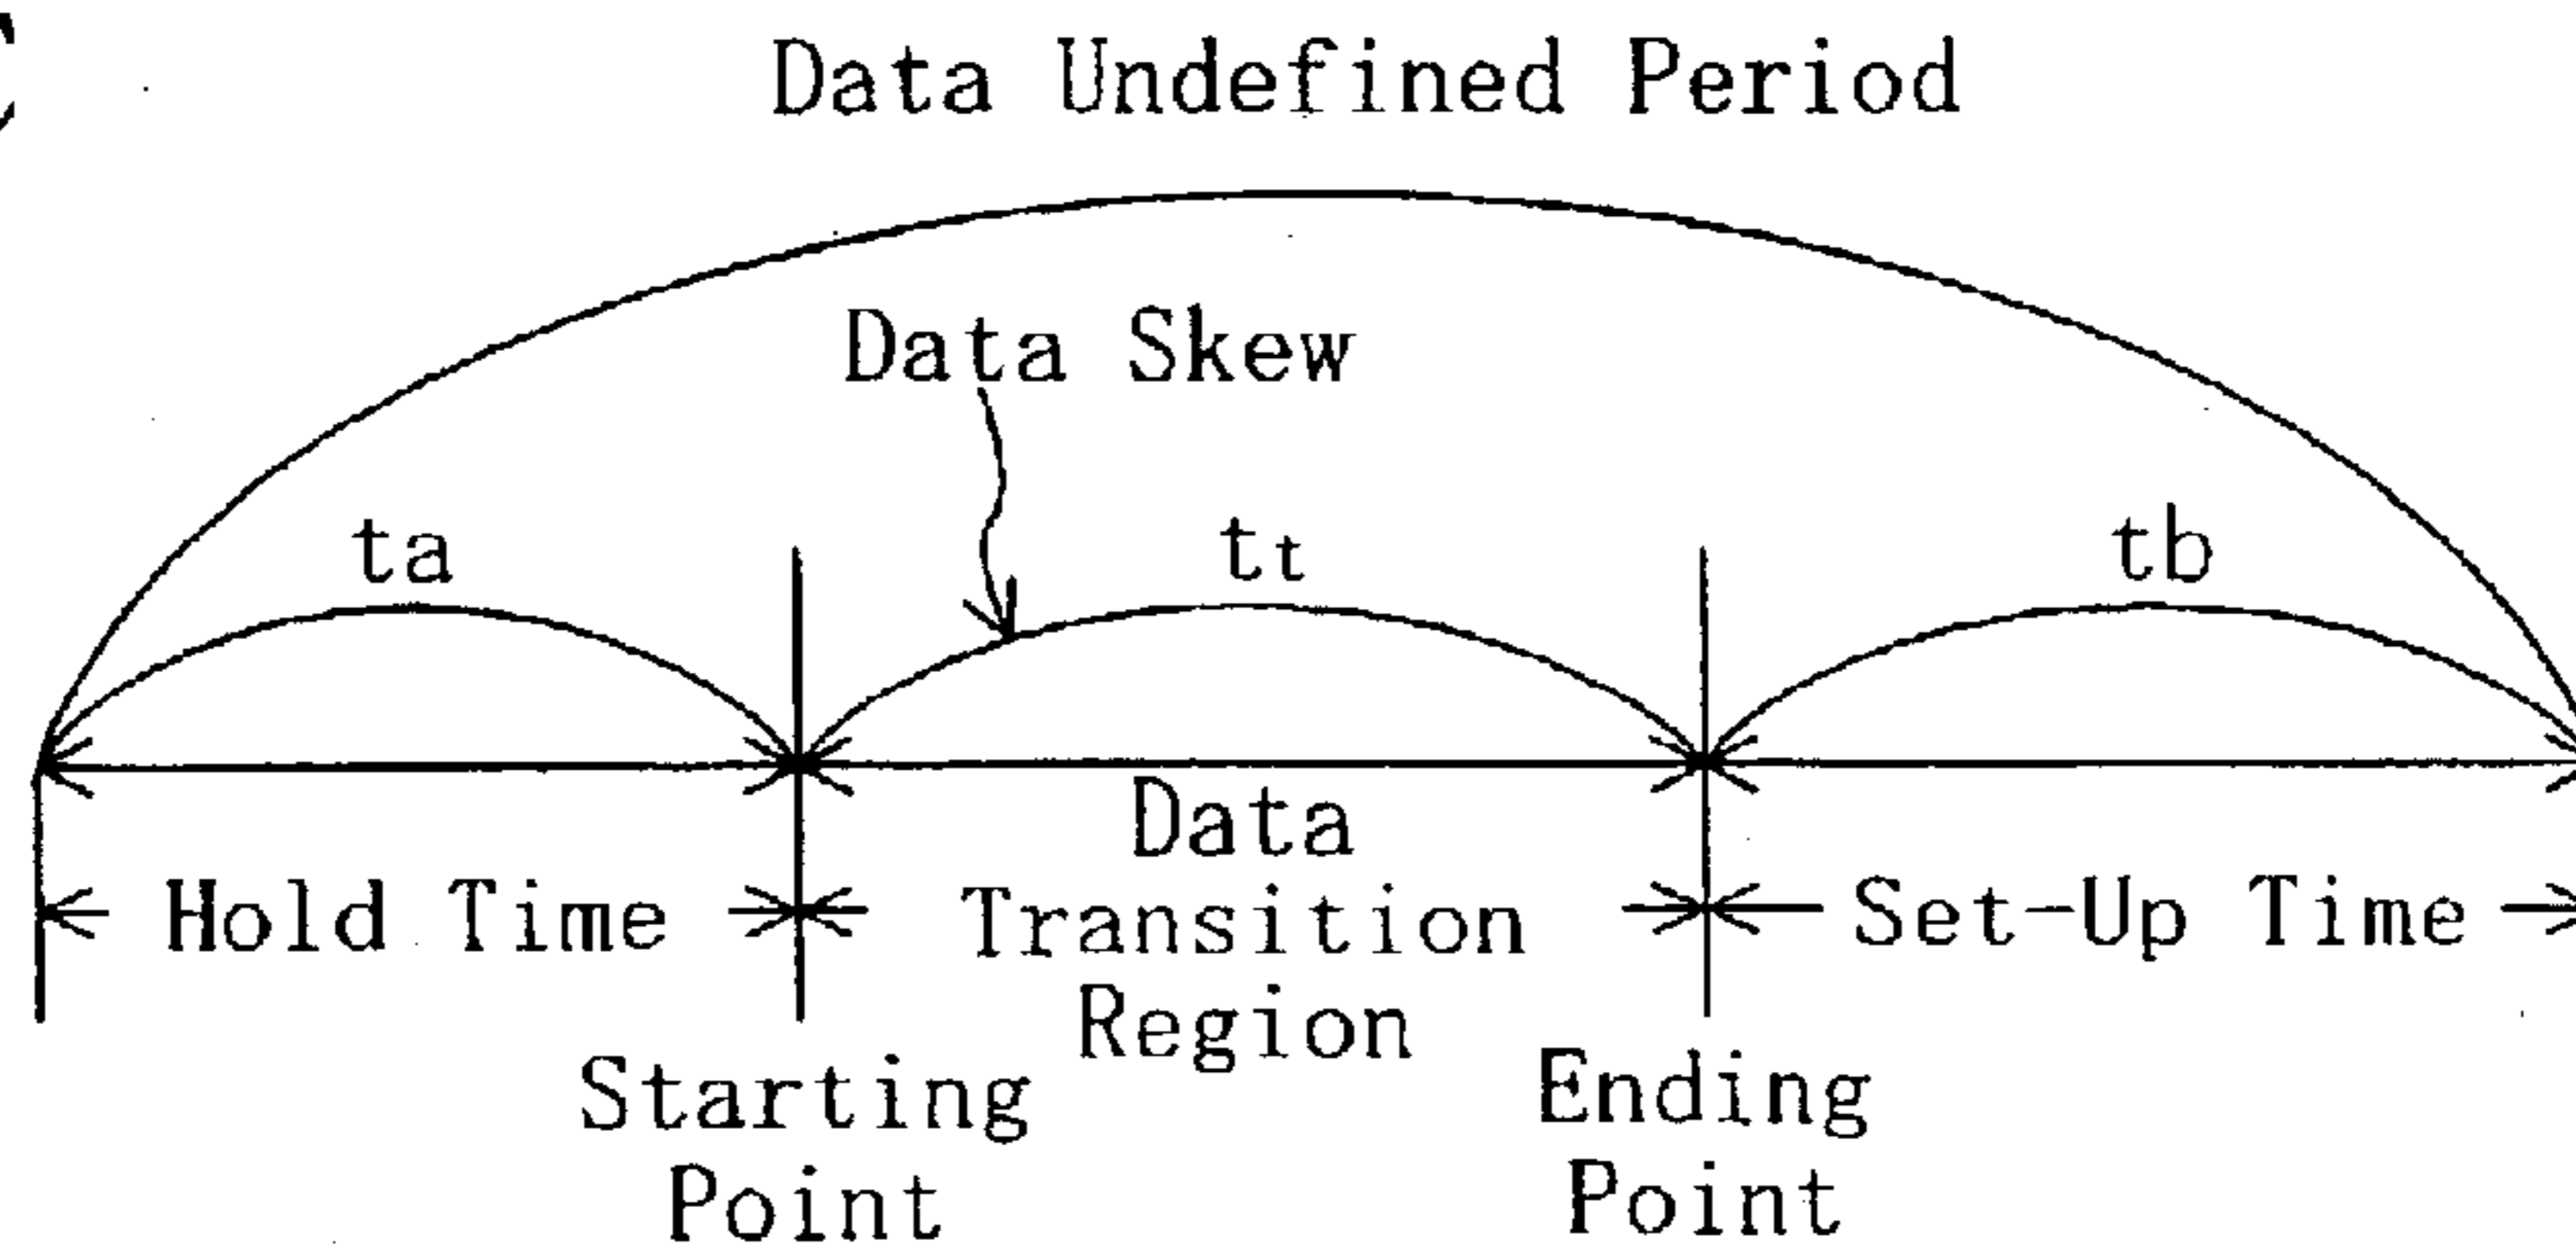 Data Undefined Period
Data Skew
ta
tt
tb
Data
Hold Time
Transition
Set-Up Time
Region
Starting
Point
Ending
Point